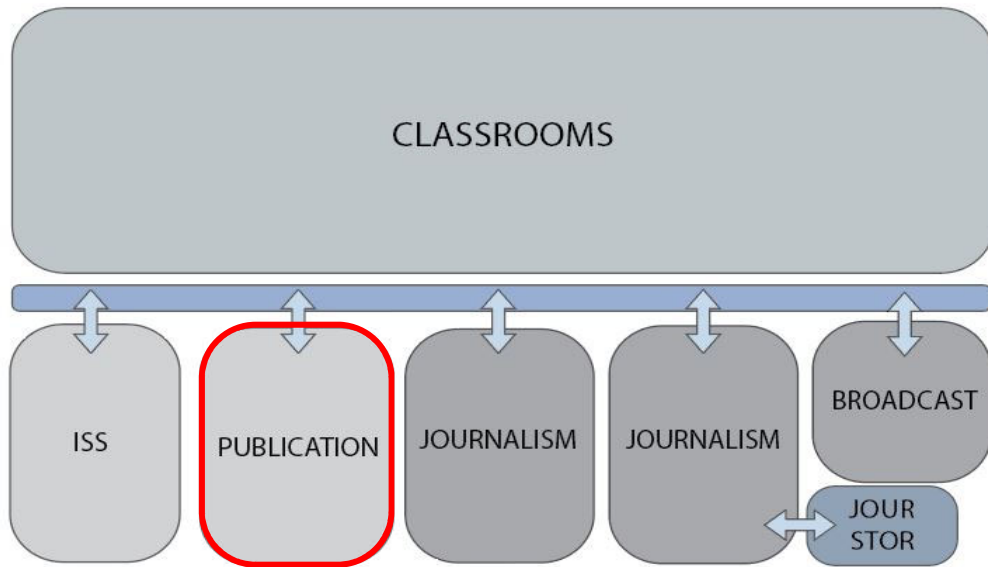 CLASSROOMS
ISS
PUBLICATION
JOURNALISM
JOURNALISM
BROADCAST
JOUR
STOR